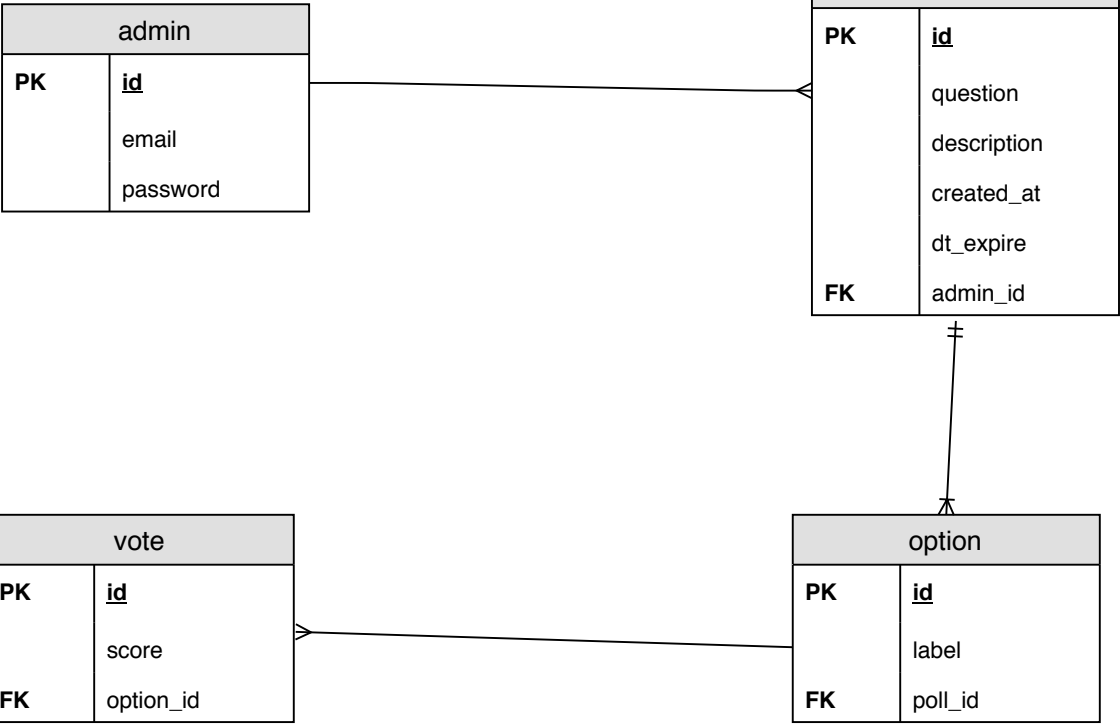 admin
PK id
email
password
PK id
question
description
created_at
dt_expire
FK admin_id
vote
PK id
score
FK option_id
option
PK id
label
FK poll_id